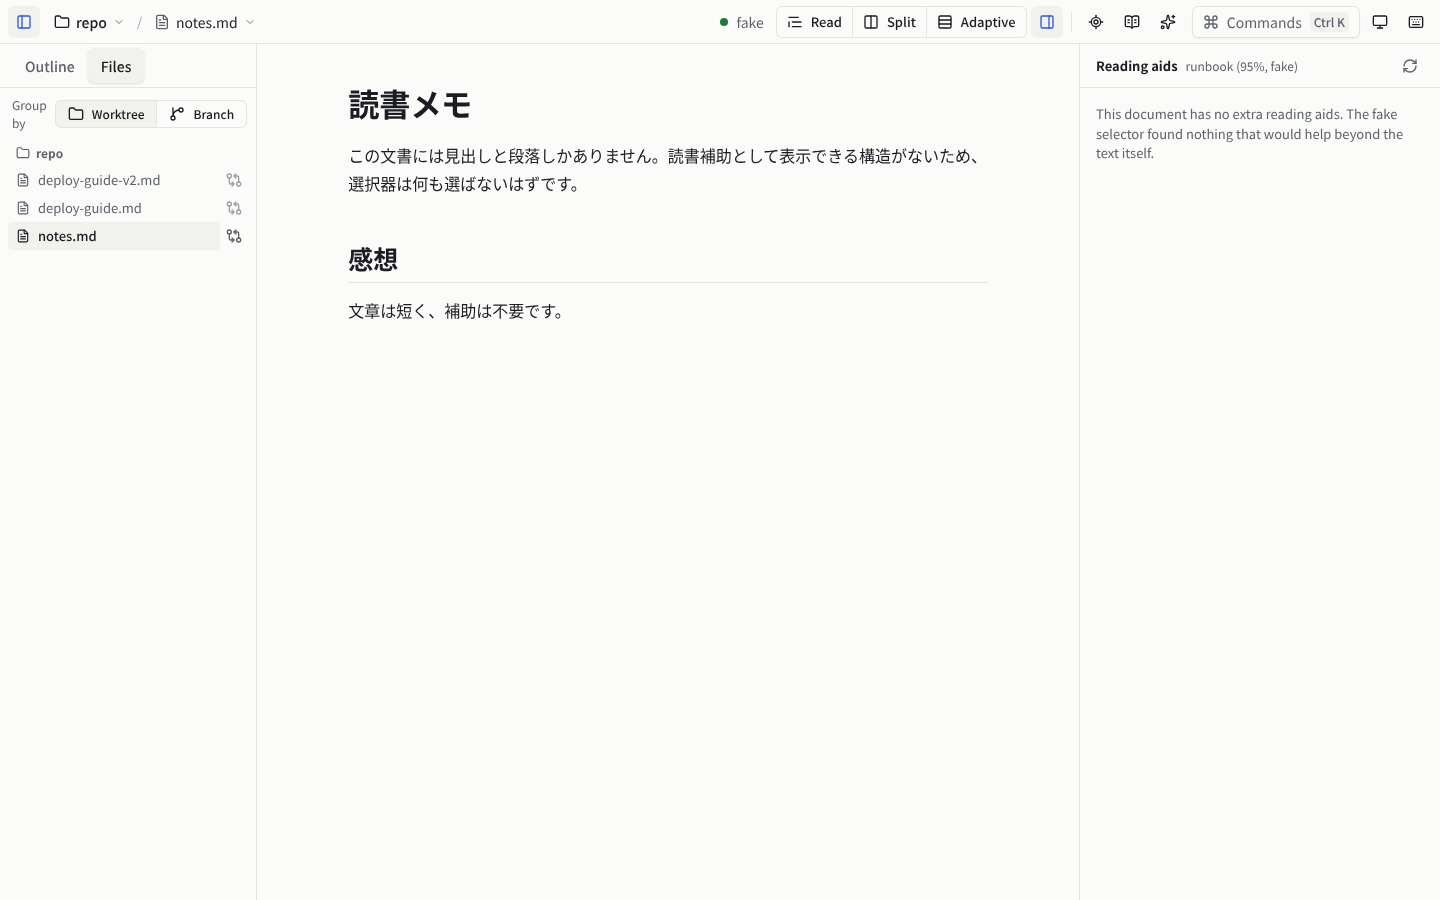 repo / notes.md
fake
Read
Split
Adaptive
Commands Ctrl K
Outline
Files
Group by
Worktree
Branch
repo
deploy-guide-v2.md
deploy-guide.md
notes.md
読書メモ
この文書には見出しと段落しかありません。読書補助として表示できる構造がないため、
選択器は何も選ばないはずです。
感想
文章は短く、補助は不要です。
Reading aids runbook (95%, fake)
This document has no extra reading aids. The fake
selector found nothing that would help beyond the
text itself.